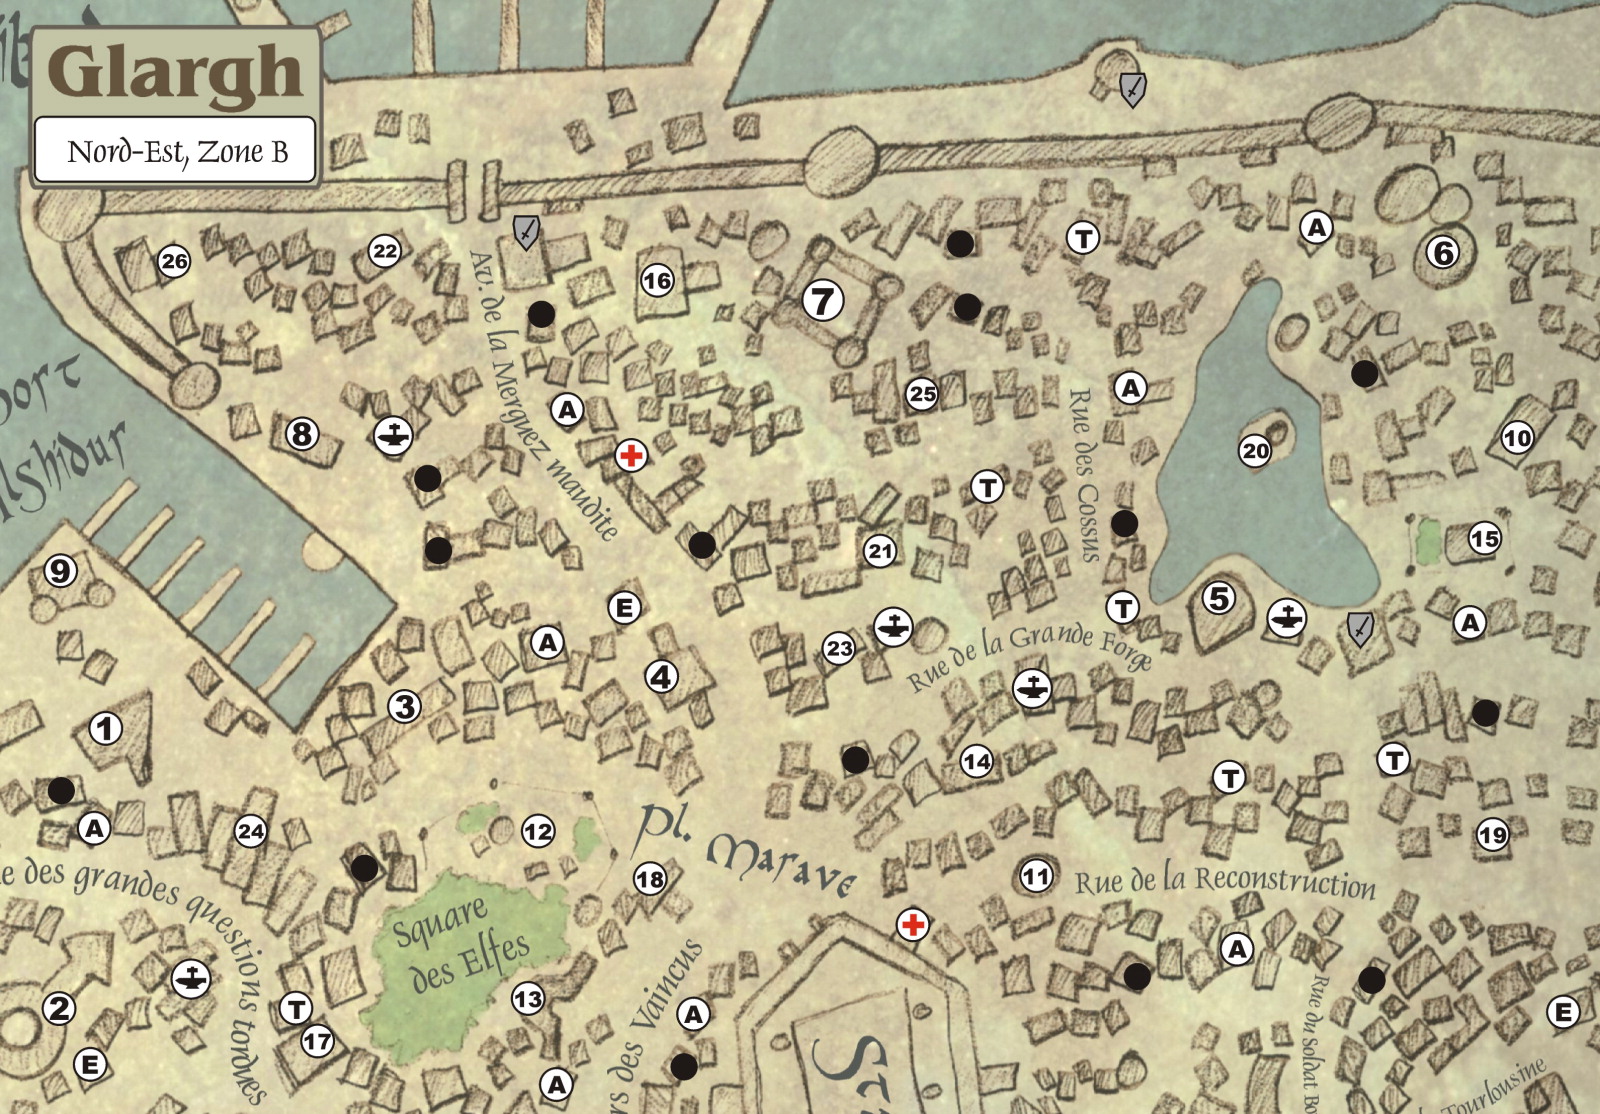 Glargh
Nord-Est, Zone B
26
22
16
7
T
A
6
Av. de la Merguez maudite
8
A
25
A
Rue des Cossus
20
10
T
21
15
9
E
A
23
T
5
A
Rue de la Grande Forge
4
3
1
14
T
T
A
24
12
Pl. Marave
19
18
11
Rue de la Reconstruction
des grandes questions tordues
Square
des Elfes
A
2
T
13
17
A
E
A
E
Rue du soldat
des Vaincus
Tourlousine